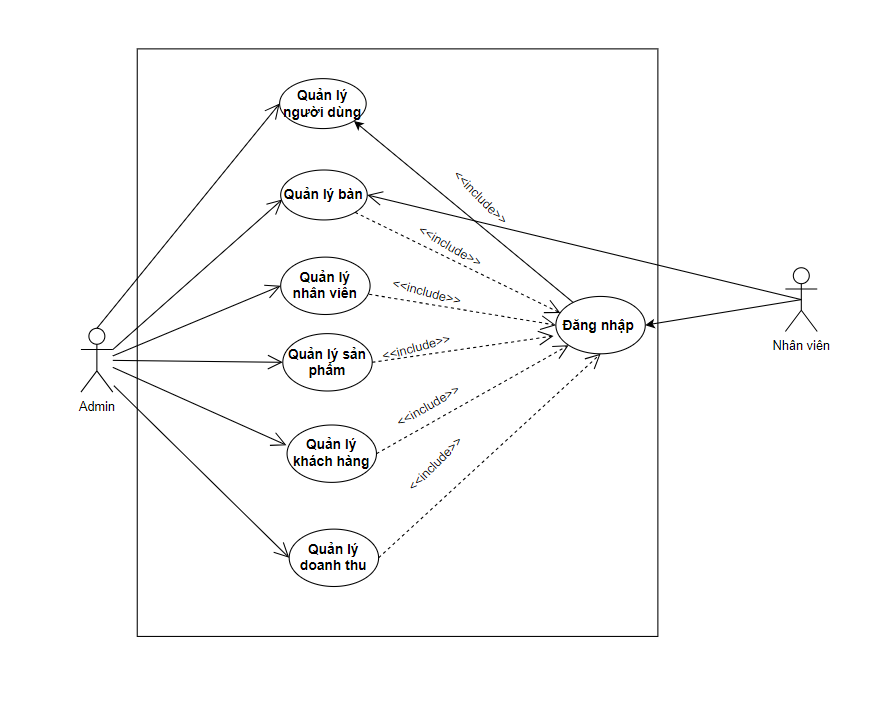 Quản lý
người dùng
<<include>>
Quản lý bàn
<<include>>
Quản lý
nhân viên
<<include>>
Đăng nhập
Nhân viên
Quản lý sản
phẩm
<<include>>
Admin
<<include>>
Quản lý
khách hàng
<<include>>
Quản lý
doanh thu